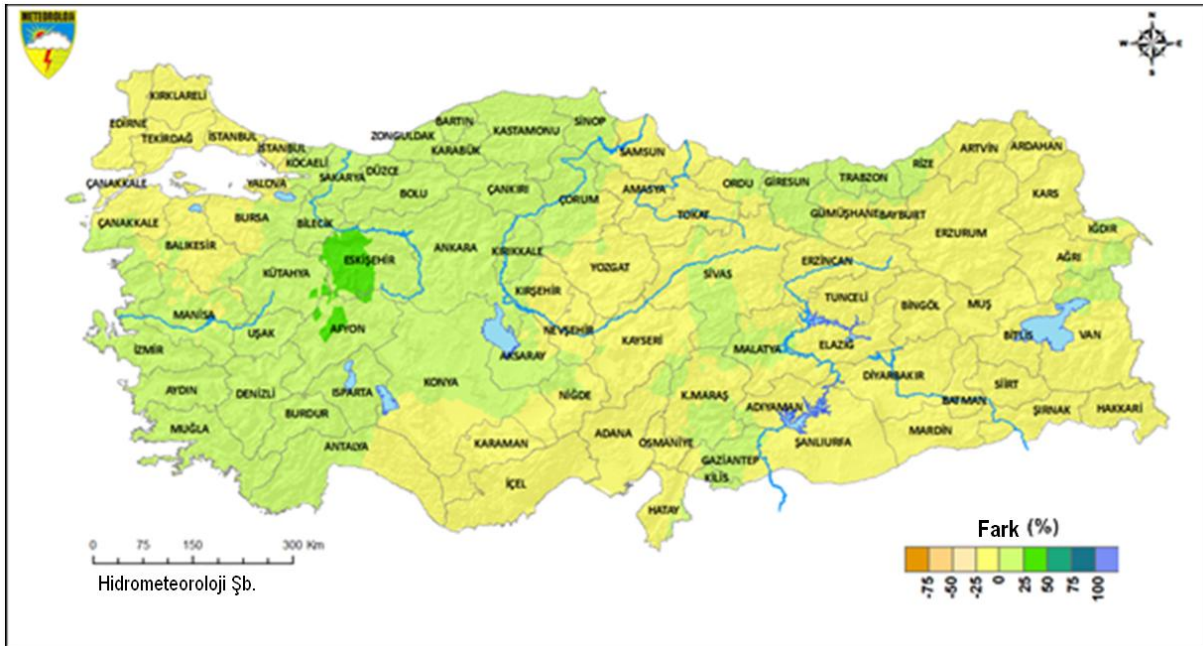 METEOROLOJİ
N
W
E
S
KIRKLARELİ
EDİRNE
TEKİRDAĞ
İSTANBUL
İSTANBUL
KOCAELİ
YALOVA
ÇANAKKALE
ÇANAKKALE
BALIKESİR
BURSA
BİLECİK
SAKARYA
DÜZCE
ZONGULDAK
BARTIN
KARABÜK
KASTAMONU
SİNOP
BOLU
ÇANKIRI
ÇORUM
SAMSUN
AMASYA
TOKAT
ORDU
GİRESUN
TRABZON
RİZE
ARTVİN
ARDAHAN
KARS
IĞDIR
AĞRI
GÜMÜŞHANE
BAYBURT
ERZURUM
ERZİNCAN
ESKİŞEHİR
ANKARA
KIRIKKALE
KIRŞEHİR
YOZGAT
SİVAS
KÜTAHYA
MANİSA
UŞAK
AFYON
İZMİR
AYDIN
DENİZLİ
ISPARTA
BURDUR
MUĞLA
ANTALYA
KONYA
AKSARAY
NEVŞEHİR
KAYSERİ
NİĞDE
KARAMAN
İÇEL
ADANA
OSMANİYE
HATAY
K.MARAŞ
GAZİANTEP
KİLİS
MALATYA
ADIYAMAN
ŞANLIURFA
ELAZIĞ
TUNCELİ
BİNGÖL
MUŞ
BİTLİS
VAN
DİYARBAKIR
BATMAN
SİİRT
MARDİN
ŞIRNAK
HAKKARİ
0 75 150 300 Km
Hidrometeoroloji Şb.
Fark (%)
-75 -50 -25 0 25 50 75 100